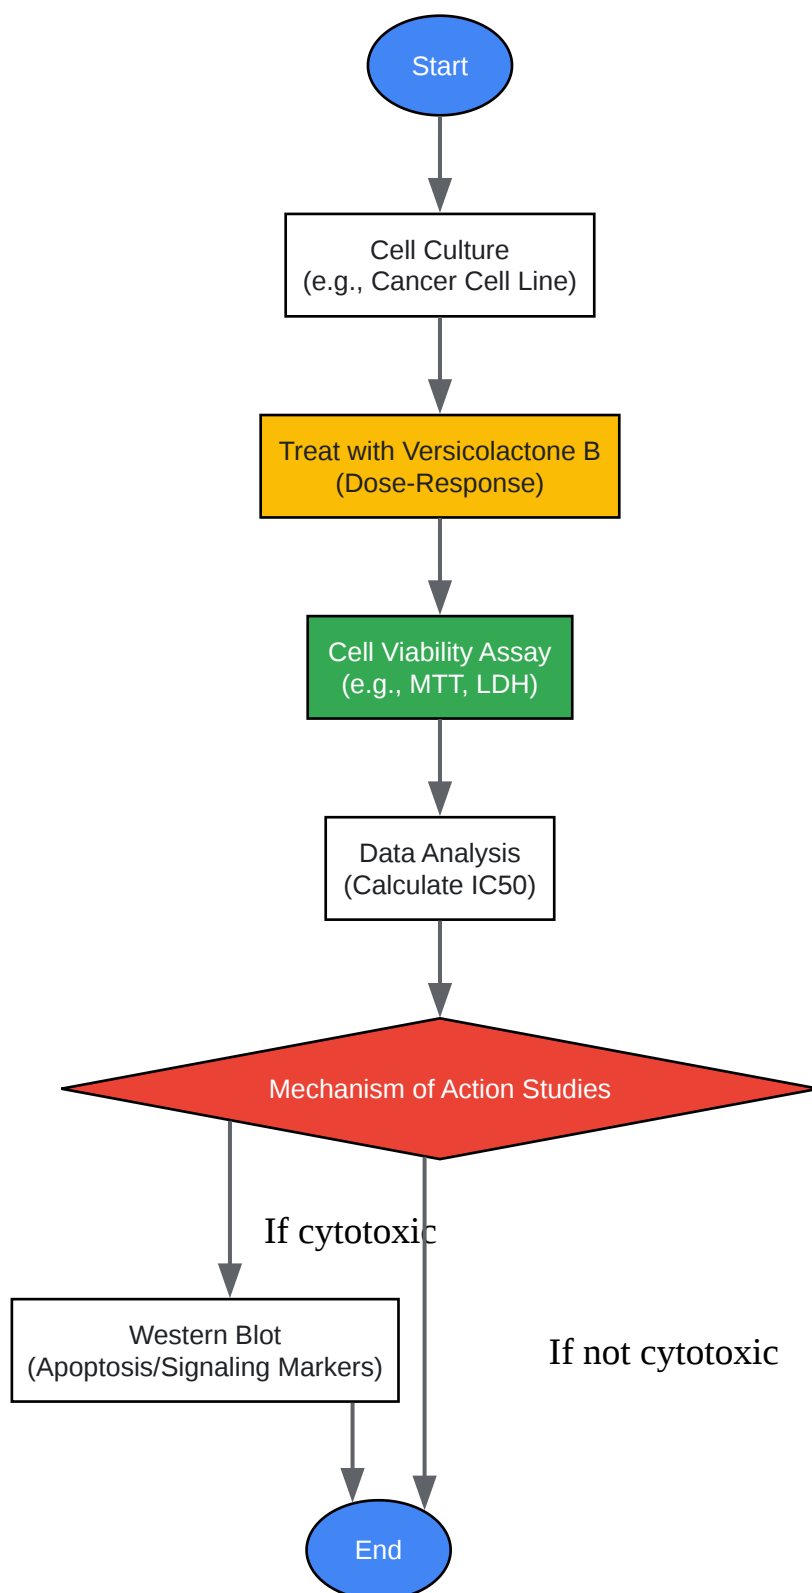 Start
Cell Culture
(e.g., Cancer Cell Line)
Treat with Versicolactone B
(Dose-Response)
Cell Viability Assay
(e.g., MTT, LDH)
Data Analysis
(Calculate IC50)
Mechanism of Action Studies
If cytotoxic
Western Blot
(Apoptosis/Signaling Markers)
If not cytotoxic
End